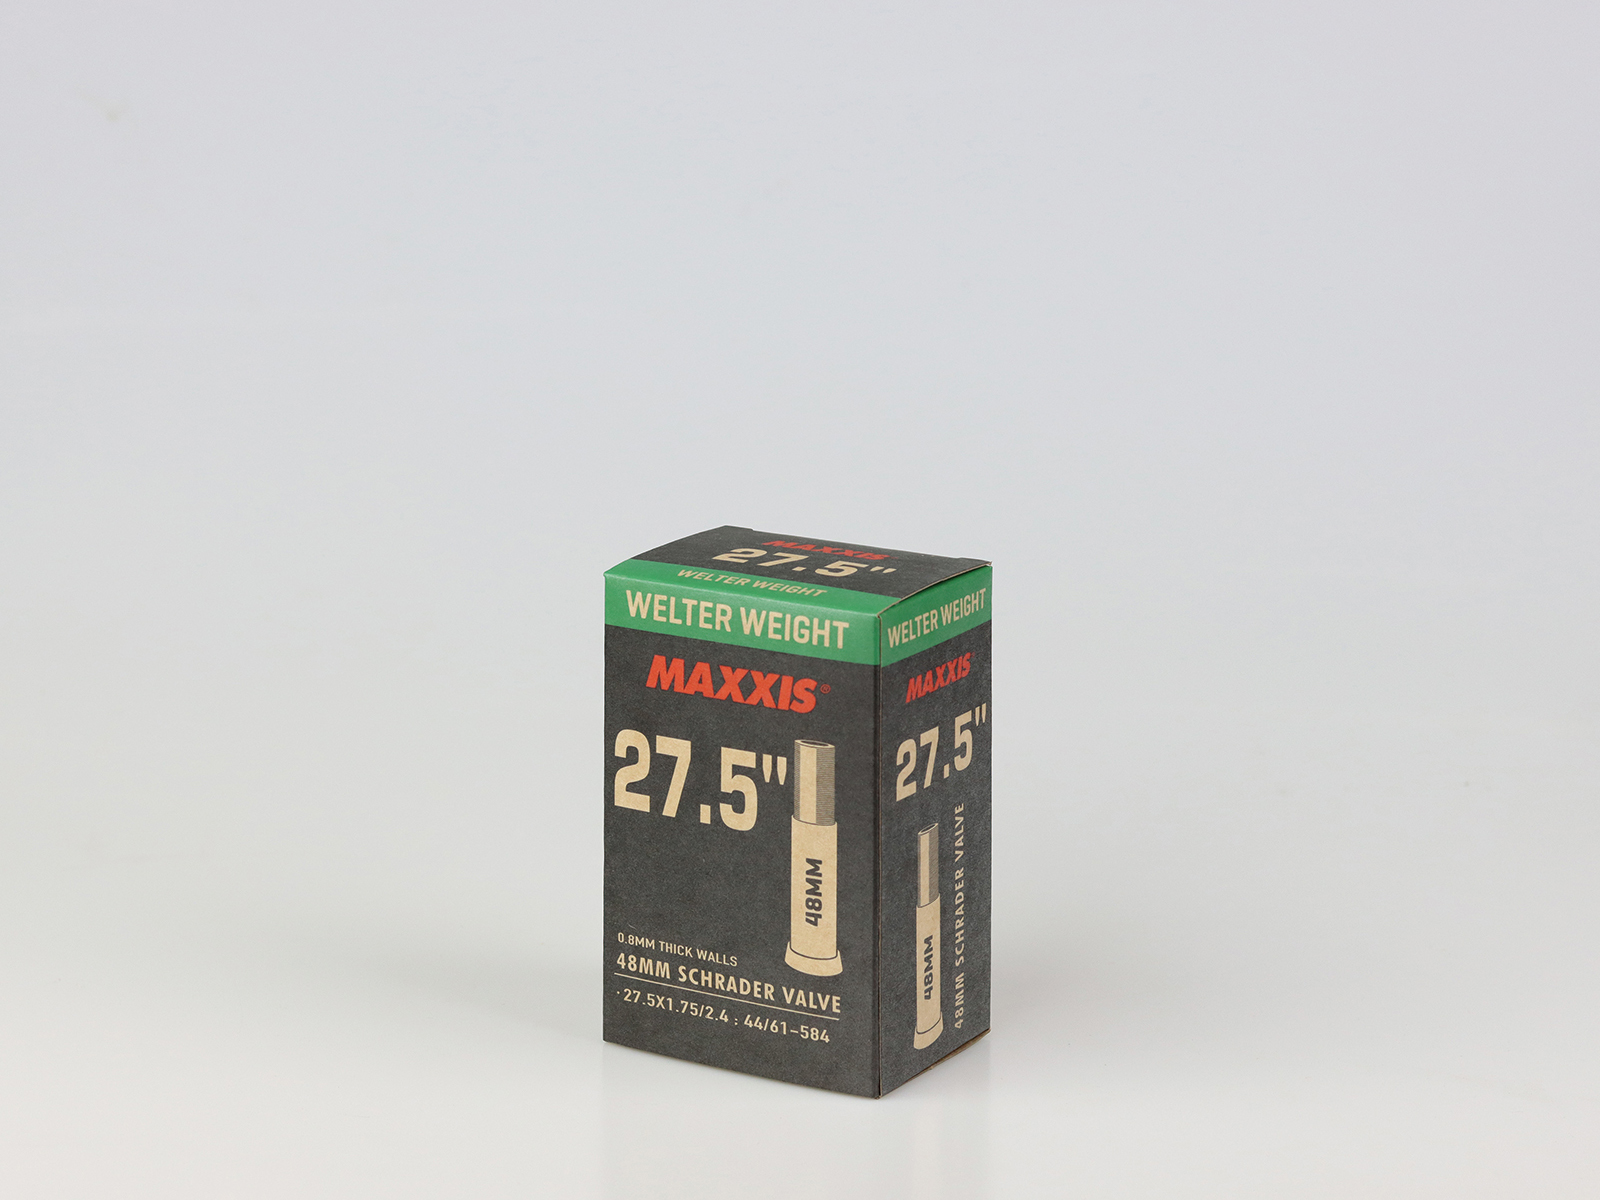 MAXXIS
27.5"
WELTER WEIGHT
WELTER WEIGHT
MAXXIS®
27.5"
48MM
0.8MM THICK WALLS
48MM SCHRADER VALVE
·27.5X1.75/2.4 : 44/61-584
WELTER WEIGHT
MAXXIS
27.5"
48MM
48MM SCHRADER VALVE